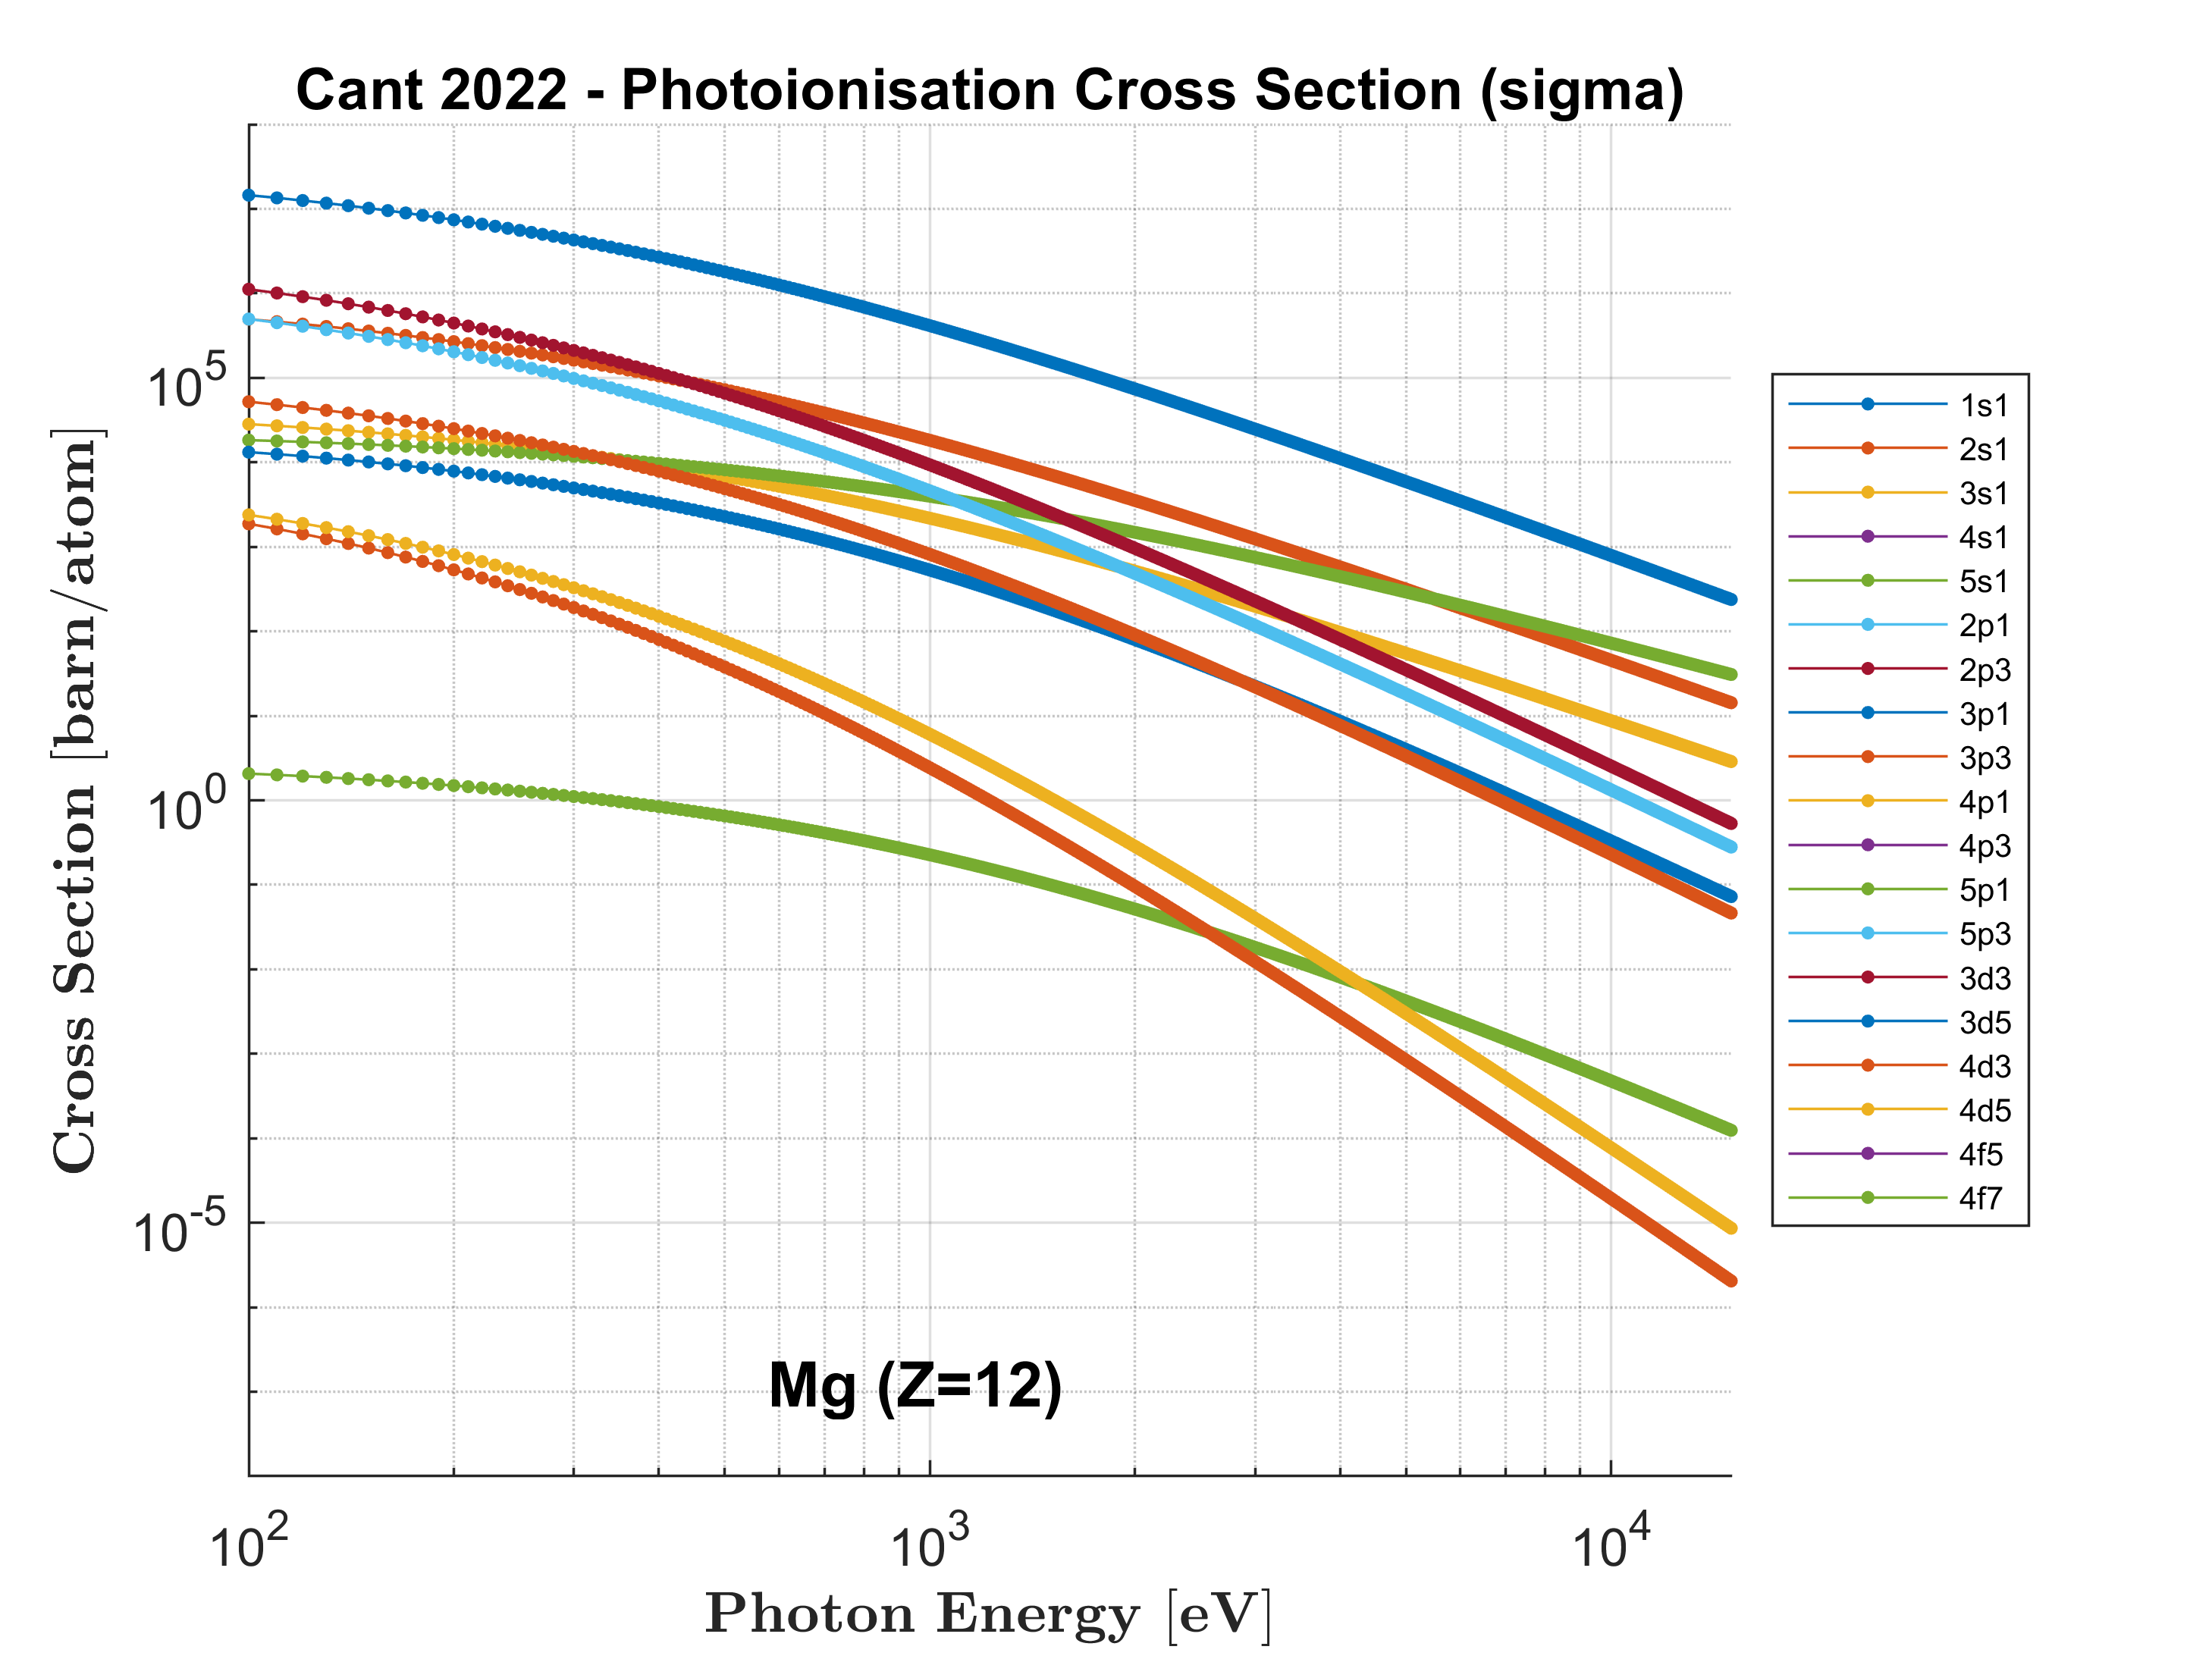 Cant 2022 - Photoionisation Cross Section (sigma)
Cross Section [barn/atom]
10^5
10^0
10^-5
10^2
10^3
10^4
Photon Energy [eV]
Mg (Z=12)
1s1
2s1
3s1
4s1
5s1
2p1
2p3
3p1
3p3
4p1
4p3
5p1
5p3
3d3
3d5
4d3
4d5
4f5
4f7